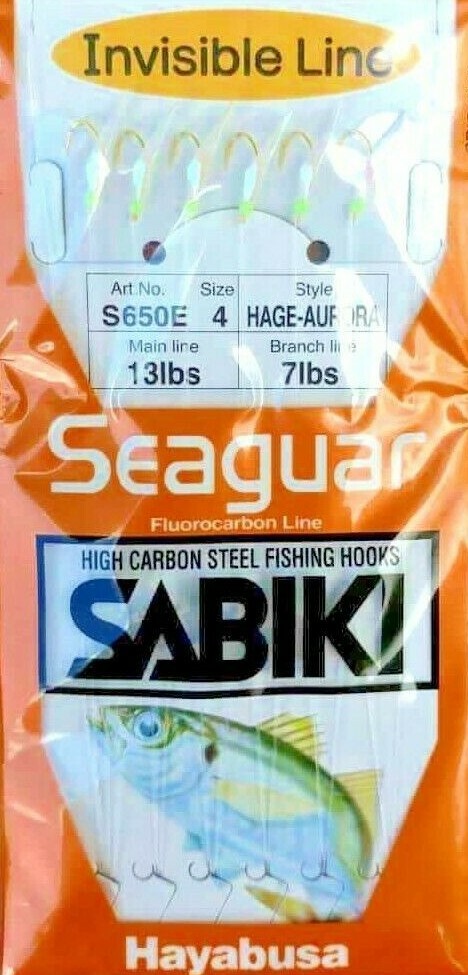 Invisible Line
Art.No. Size Style
S650E 4 HAGE-AURORA
Main line Branch line
13lbs 7lbs
Seaguar
Fluorocarbon Line
HIGH CARBON STEEL FISHING HOOKS
SABIKI
Hayabusa